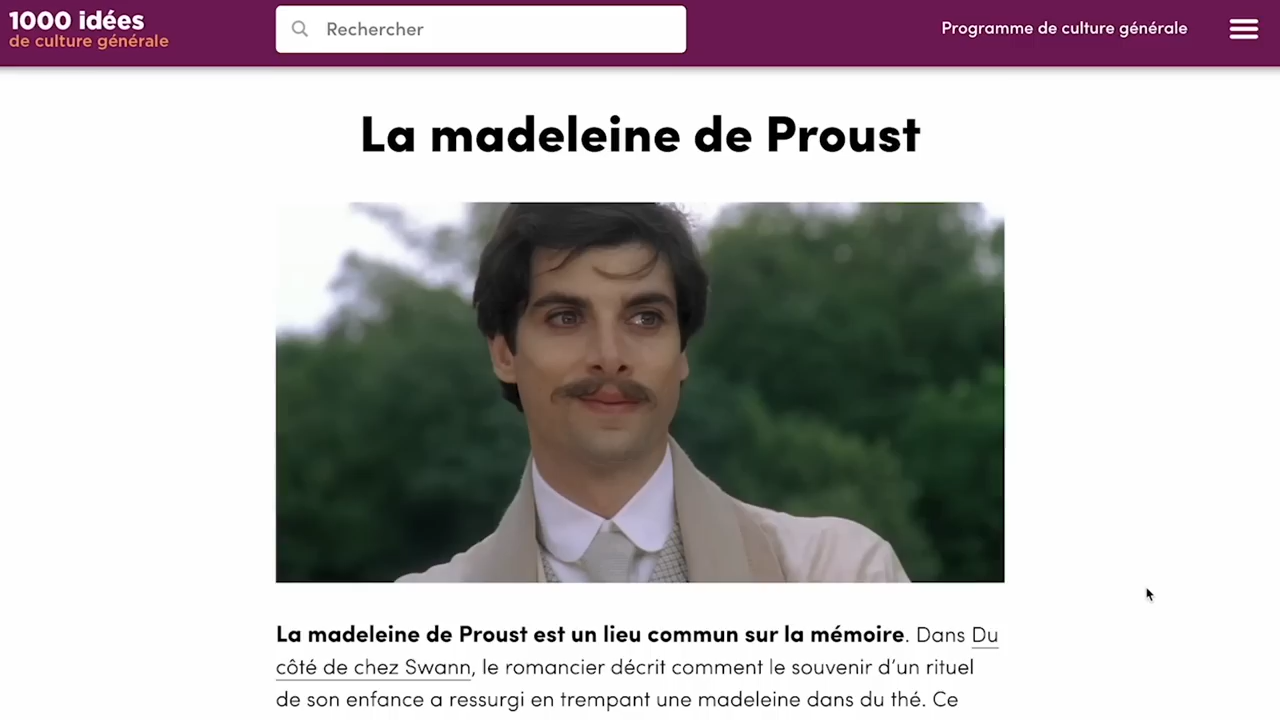 1000 idées
de culture générale
Rechercher
Programme de culture générale
La madeleine de Proust
La madeleine de Proust est un lieu commun sur la mémoire. Dans Du
côté de chez Swann, le romancier décrit comment le souvenir d’un rituel
de son enfance a ressurgi en trempant une madeleine dans du thé. Ce